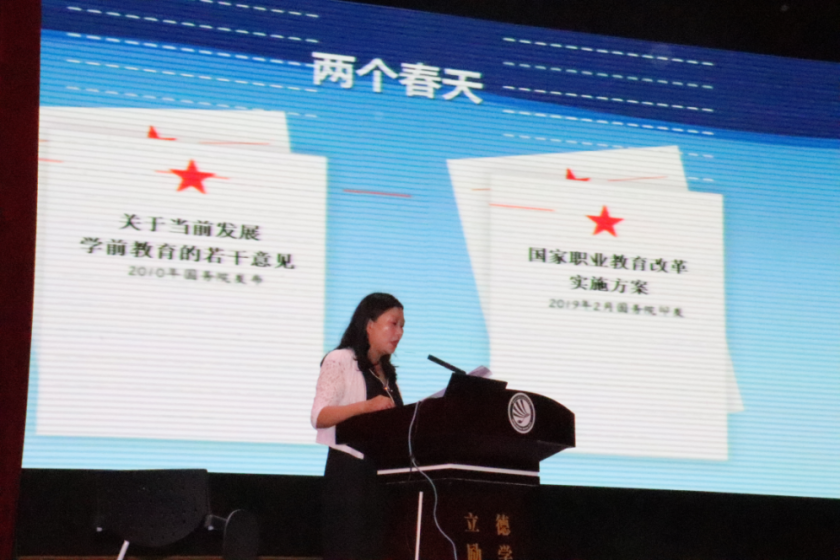 两个春天
关于当前发展
学前教育的若干意见
2010年国务院发布
国家职业教育改革
实施方案
2019年2月国务院印发
立德
励学